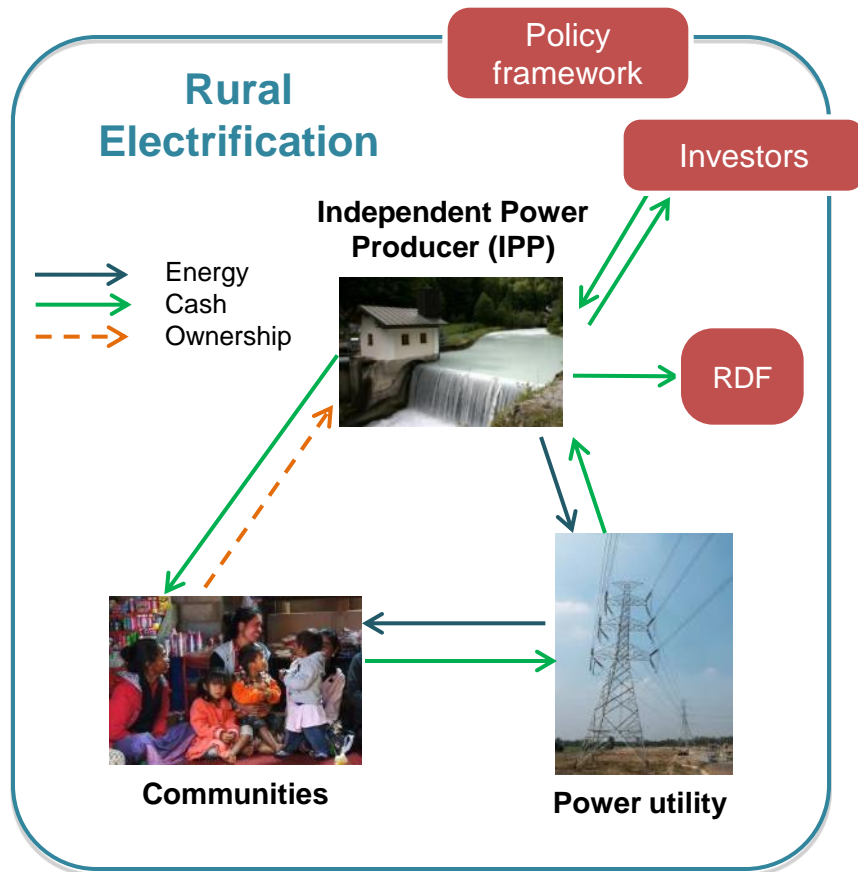 Policy
framework
Rural
Electrification
Investors
Independent Power
Producer (IPP)
Energy
Cash
Ownership
RDF
Communities
Power utility